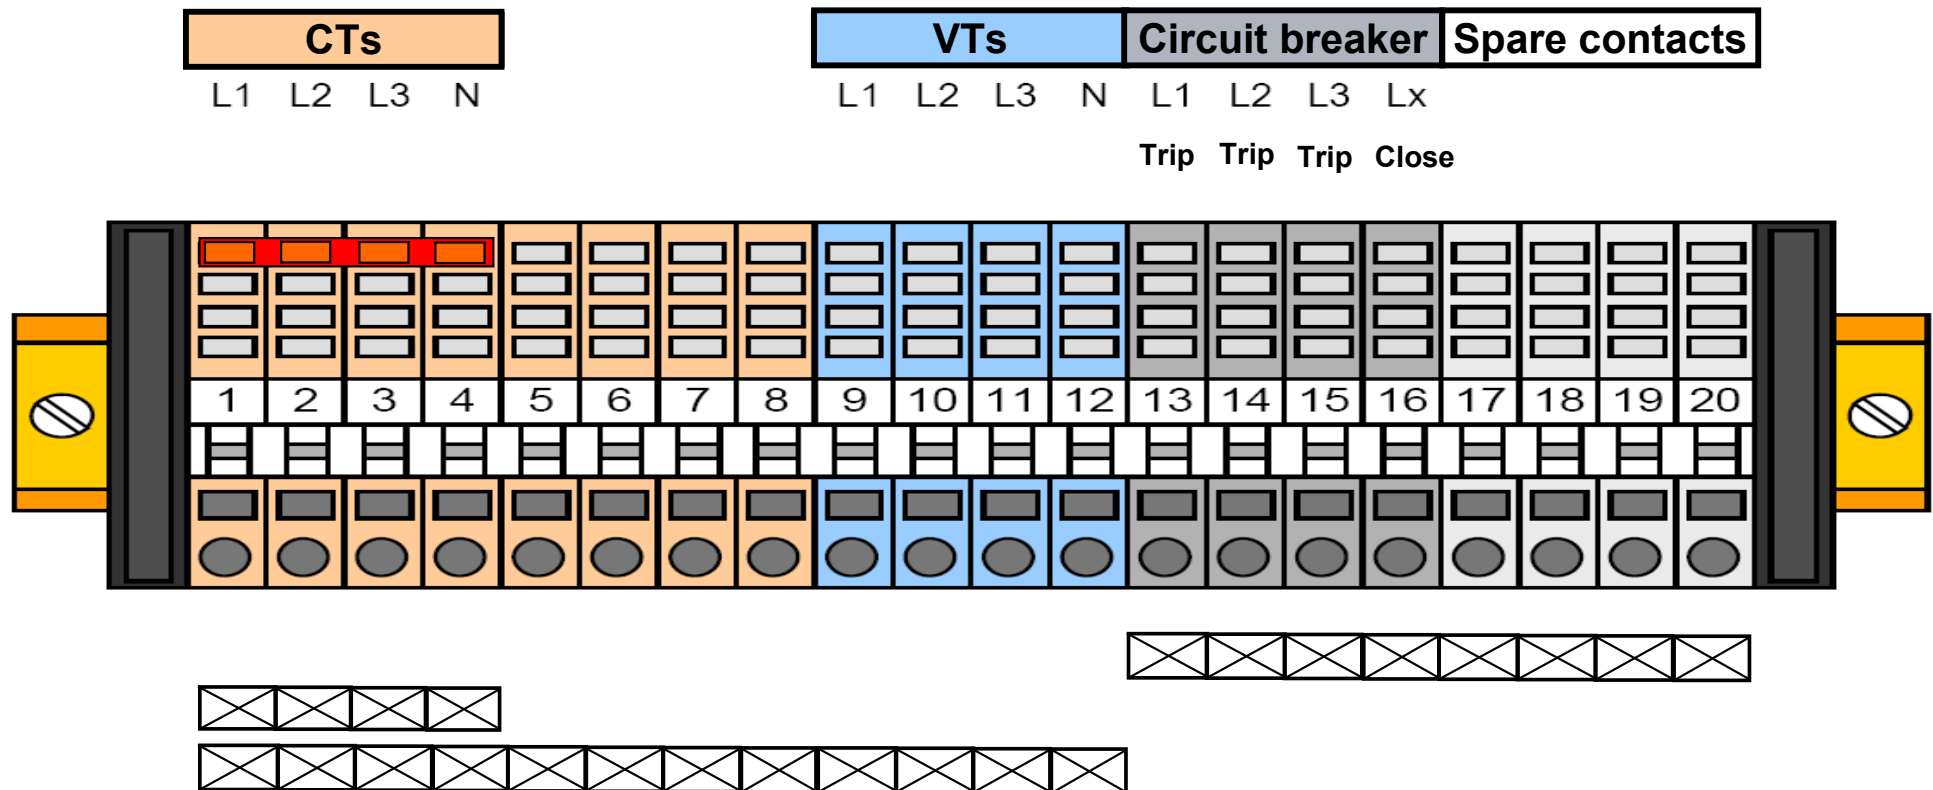 CTs VTs Circuit breaker Spare contacts
L1 L2 L3 N L1 L2 L3 N L1 L2 L3 Lx
Trip Trip Trip Close
1 2 3 4 5 6 7 8 9 10 11 12 13 14 15 16 17 18 19 20